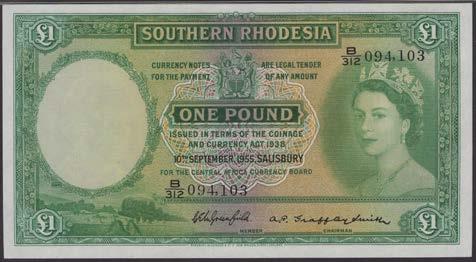 £1 SOUTHERN RHODESIA £1
CURRENCY NOTES ARE LEGAL TENDER
FOR THE PAYMENT OF ANY AMOUNT
B/312 094,103
ONE POUND
ISSUED IN TERMS OF THE COINAGE
AND CURRENCY ACT 1938
10TH SEPTEMBER, 1955, SALISBURY
FOR THE CENTRAL AFRICA CURRENCY BOARD
B/312 094,103
MEMBER CHAIRMAN
£1 £1